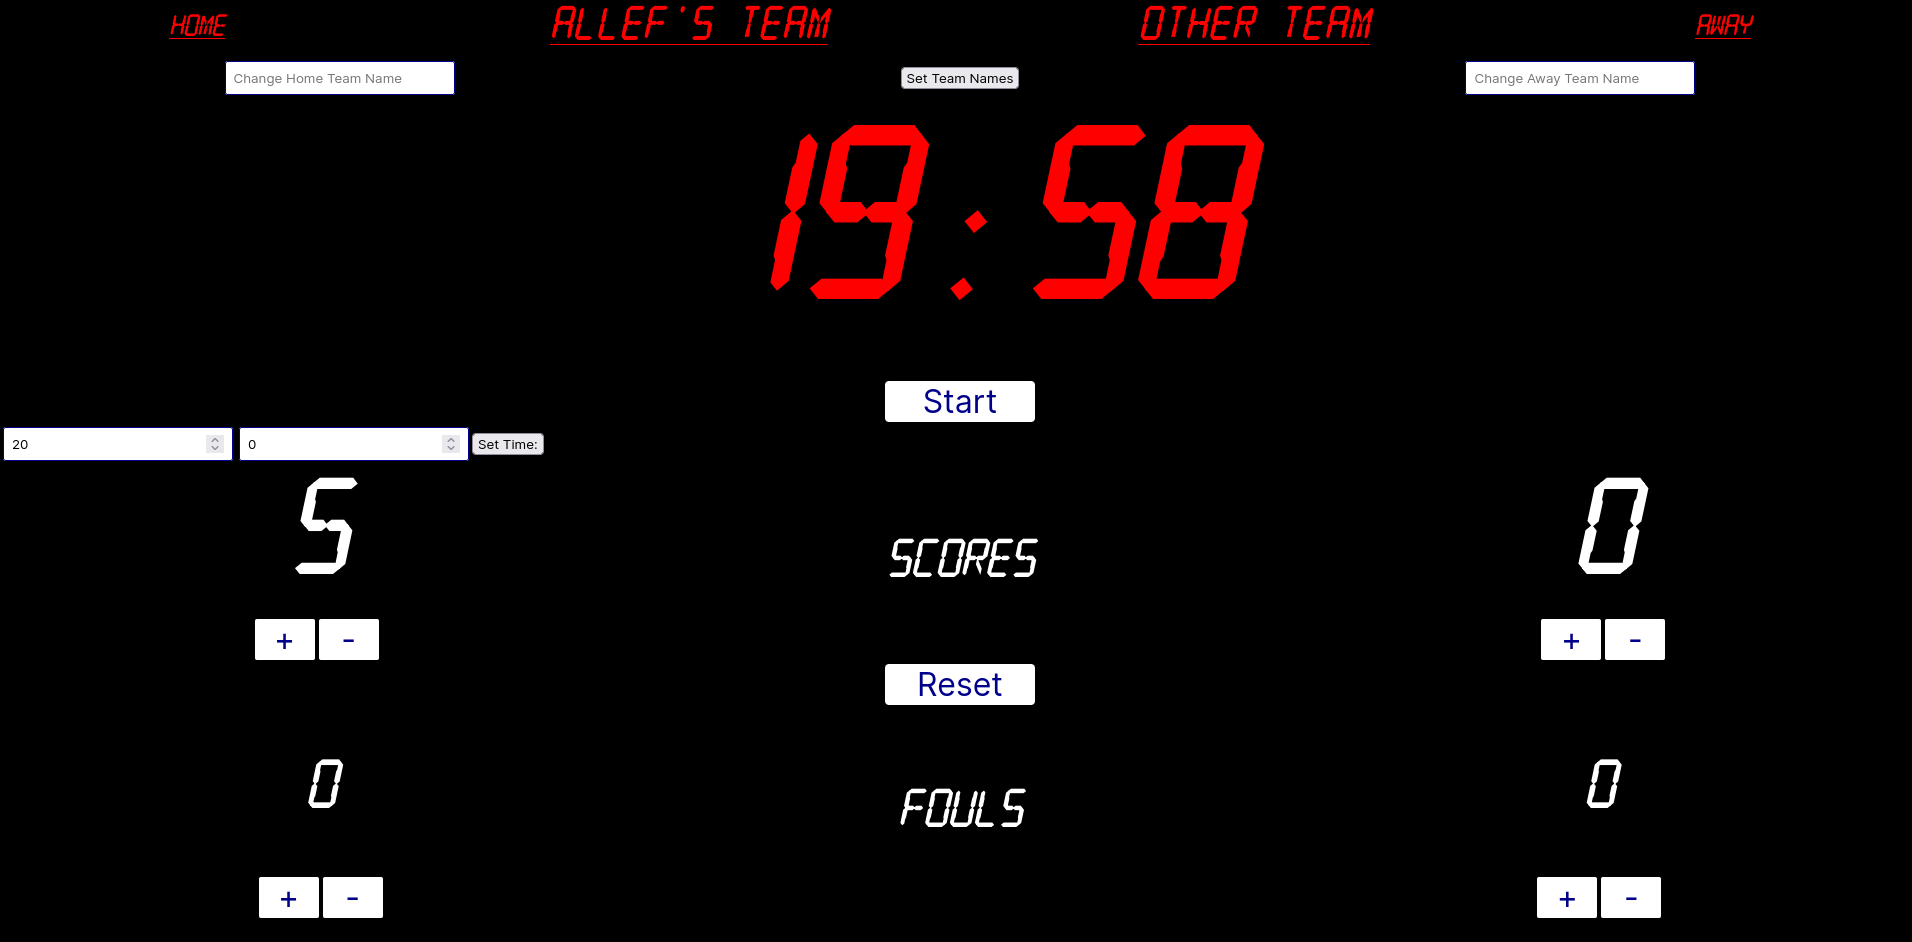 HOME ALLEF'S TEAM OTHER TEAM AWAY
Change Home Team Name Set Team Names Change Away Team Name
19:58
Start
20 0 Set Time:
5 0
SCORES
+ - + -
Reset
0 0
FOULS
+ - + -